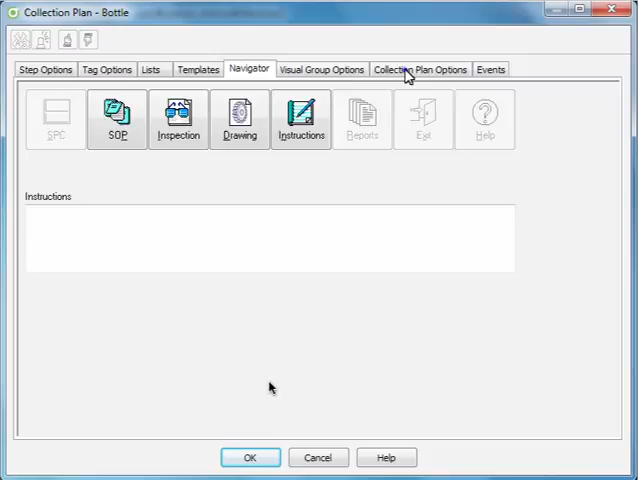 Collection Plan - Bottle
Step Options Tag Options Lists Templates Navigator Visual Group Options Collection Plan Options Events
SPC SOP Inspection Drawing Instructions Reports Exit Help
Instructions
OK Cancel Help